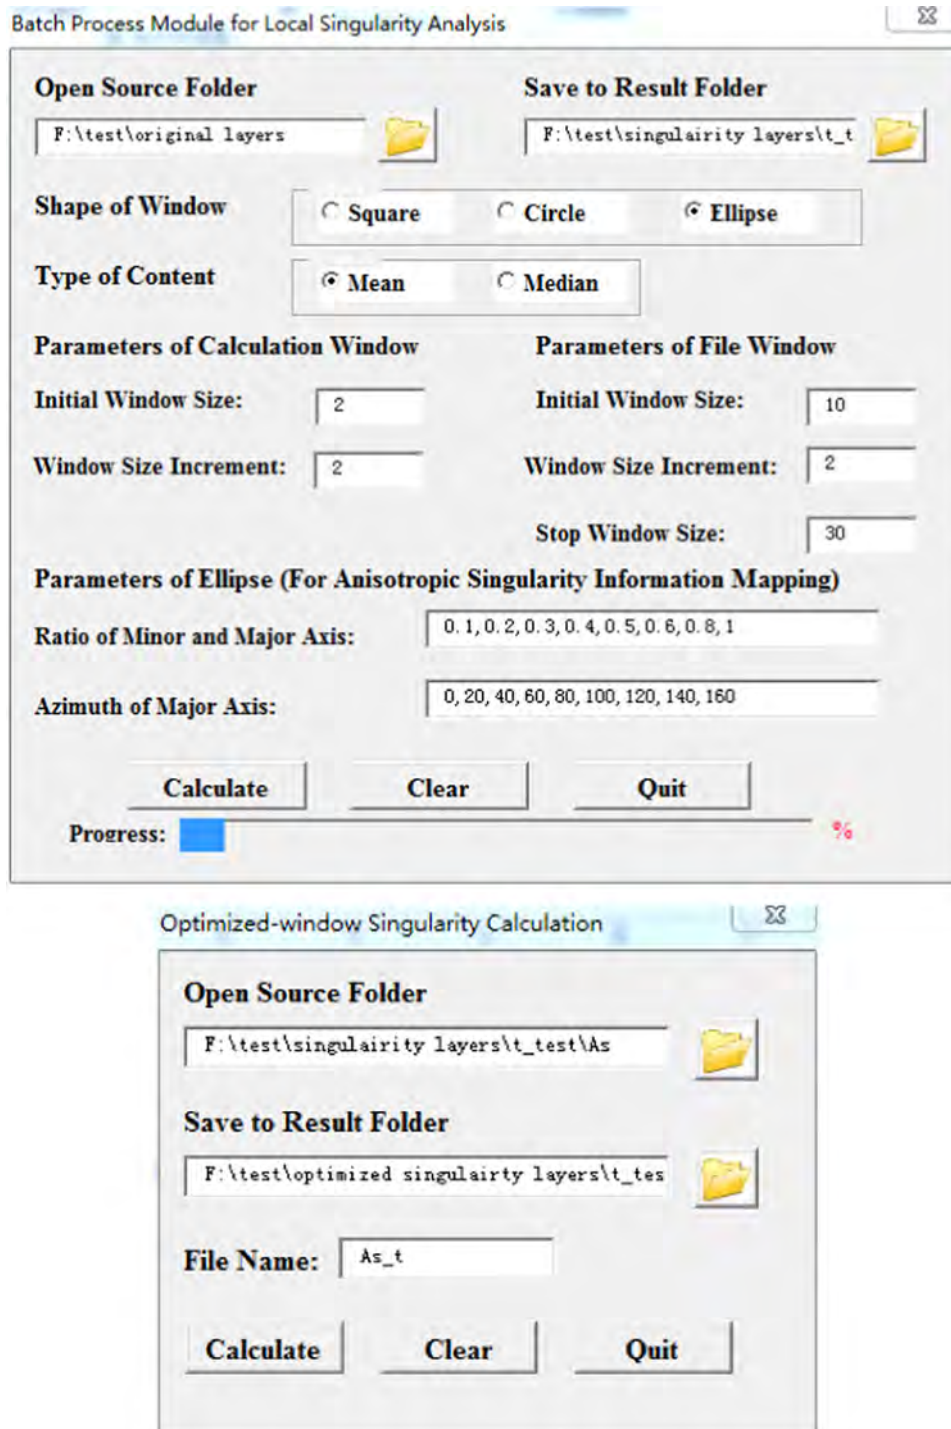 Batch Process Module for Local Singularity Analysis
Open Source Folder Save to Result Folder
F:\test\original layers F:\test\singulairity layers\t_t
Shape of Window Square Circle Ellipse
Type of Content Mean Median
Parameters of Calculation Window Parameters of File Window
Initial Window Size: 2 Initial Window Size: 10
Window Size Increment: 2 Window Size Increment: 2
Stop Window Size: 30
Parameters of Ellipse (For Anisotropic Singularity Information Mapping)
Ratio of Minor and Major Axis: 0.1,0.2,0.3,0.4,0.5,0.6,0.8,1
Azimuth of Major Axis: 0,20,40,60,80,100,120,140,160
Calculate Clear Quit
Progress: %
Optimized-window Singularity Calculation
Open Source Folder
F:\test\singulairity layers\t_test\As
Save to Result Folder
F:\test\optimized singulairty layers\t_tes
File Name: As_t
Calculate Clear Quit